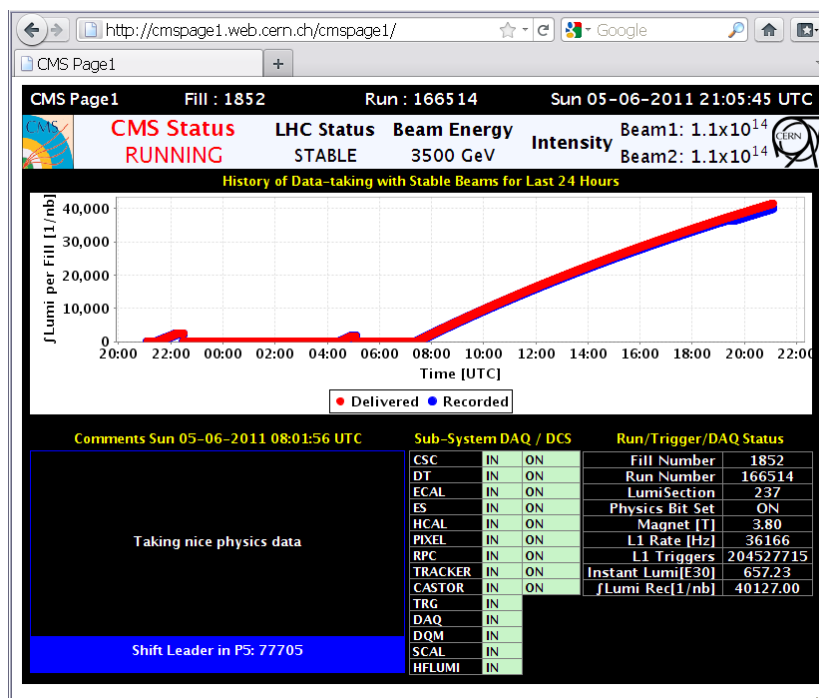 http://cmspage1.web.cern.ch/cmspage1/
Google
CMS Page1
CMS Page1 Fill : 1852 Run : 166514 Sun 05-06-2011 21:05:45 UTC
CMS
CMS Status
RUNNING
LHC Status
STABLE
Beam Energy
3500 GeV
Intensity
Beam1: 1.1x10¹⁴
Beam2: 1.1x10¹⁴
CERN
History of Data-taking with Stable Beams for Last 24 Hours
∫Lumi per Fill [1/nb]
40,000
30,000
20,000
10,000
0
20:00 22:00 00:00 02:00 04:00 06:00 08:00 10:00 12:00 14:00 16:00 18:00 20:00 22:00
Time [UTC]
Delivered Recorded
Comments Sun 05-06-2011 08:01:56 UTC
Taking nice physics data
Shift Leader in P5: 77705
Sub-System DAQ / DCS
CSC IN ON
DT IN ON
ECAL IN ON
ES IN ON
HCAL IN ON
PIXEL IN ON
RPC IN ON
TRACKER IN ON
CASTOR IN ON
TRG IN
DAQ IN
DQM IN
SCAL IN
HFLUMI IN
Run/Trigger/DAQ Status
Fill Number 1852
Run Number 166514
LumiSection 237
Physics Bit Set ON
Magnet [T] 3.80
L1 Rate [Hz] 36166
L1 Triggers 204527715
Instant Lumi[E30] 657.23
∫Lumi Rec[1/nb] 40127.00